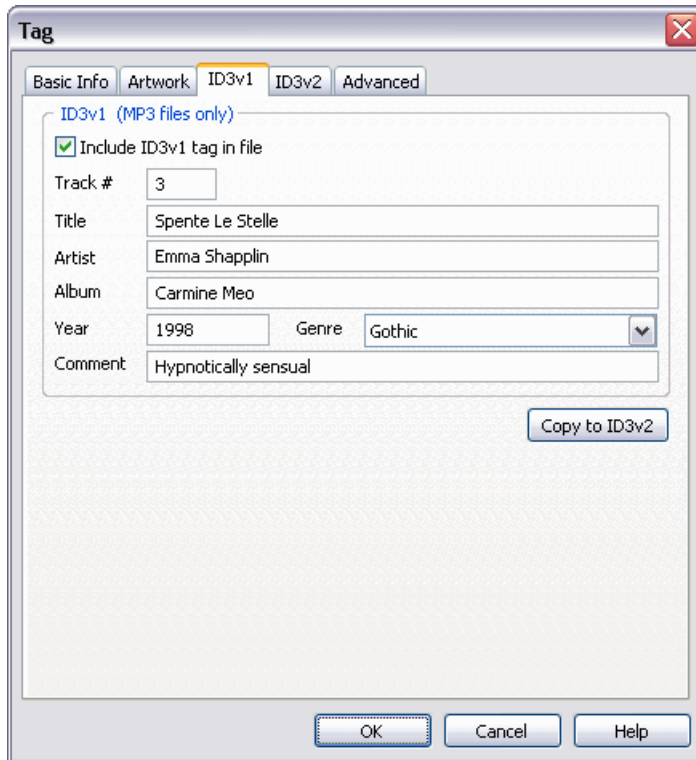 Tag
Basic Info Artwork ID3v1 ID3v2 Advanced
ID3v1 (MP3 files only)
Include ID3v1 tag in file
Track # 3
Title Spente Le Stelle
Artist Emma Shapplin
Album Carmine Meo
Year 1998 Genre Gothic
Comment Hypnotically sensual
Copy to ID3v2
OK Cancel Help